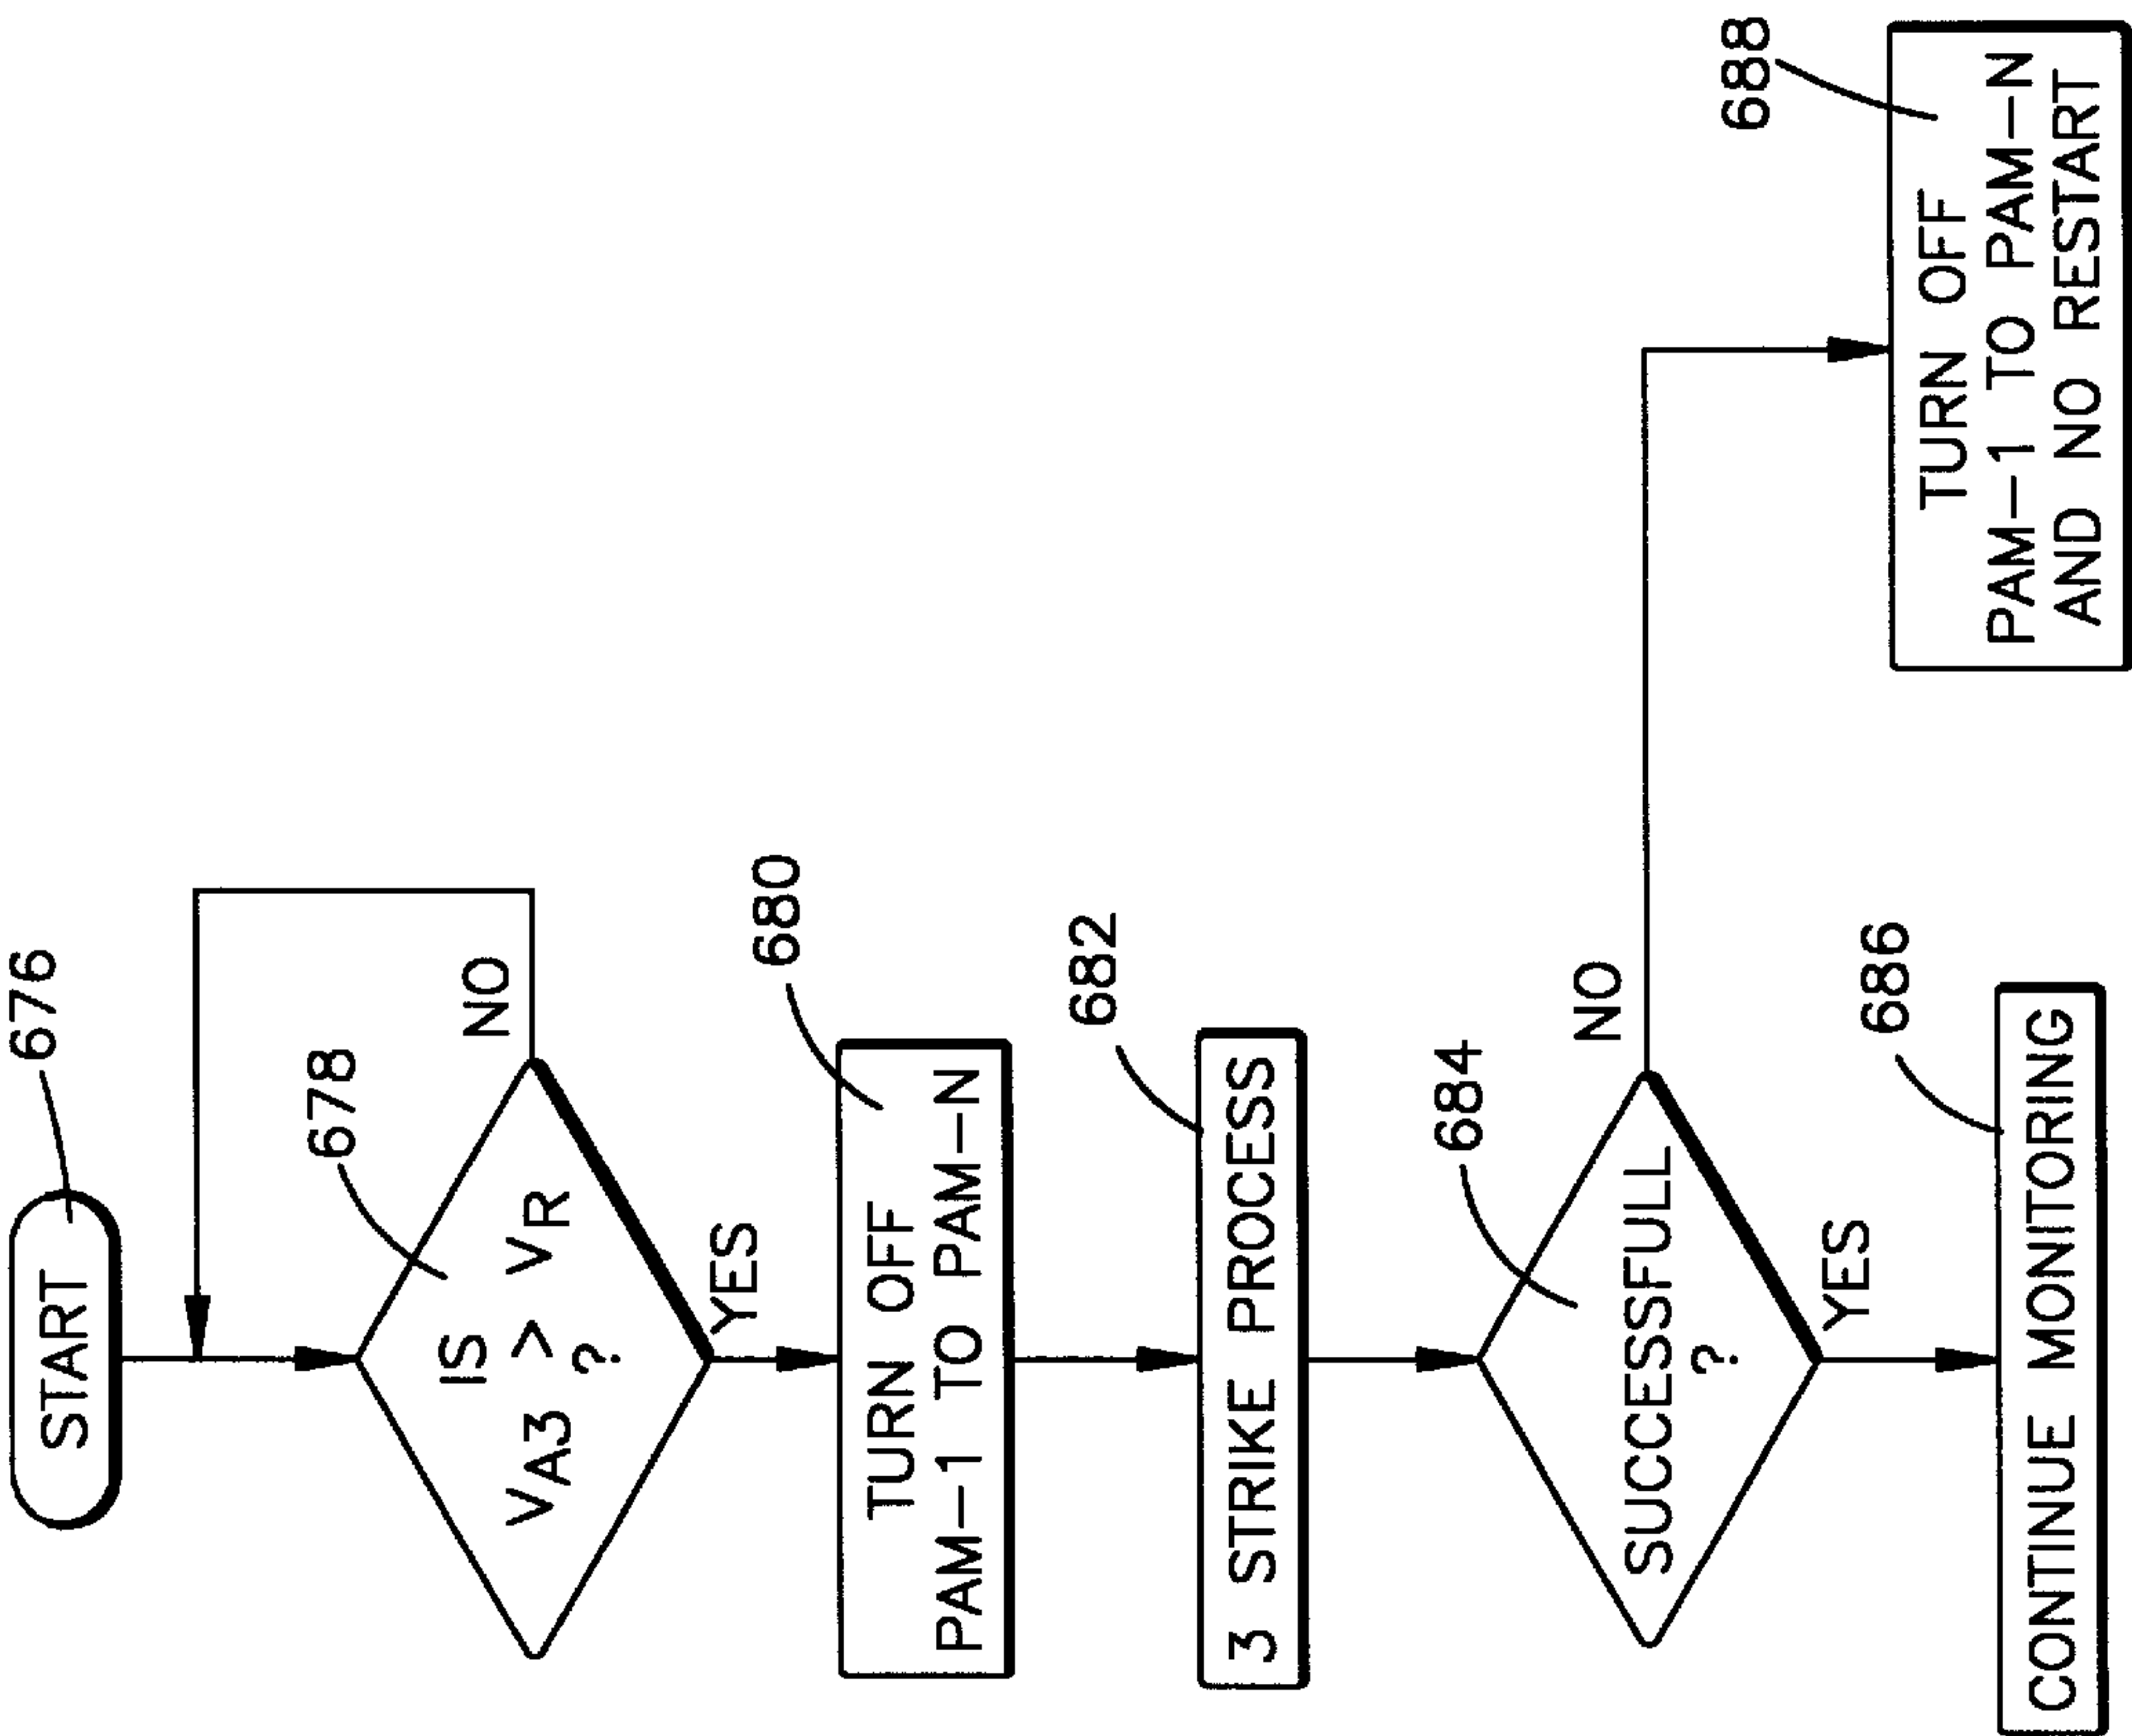 676
START
678
IS
VA3 > VR
?
NO
YES
680
TURN OFF
PAM-1 TO PAM-N
682
3 STRIKE PROCESS
684
SUCCESSFULL
?
NO
YES
686
CONTINUE MONITORING
688
TURN OFF
PAM-1 TO PAM-N
AND NO RESTART